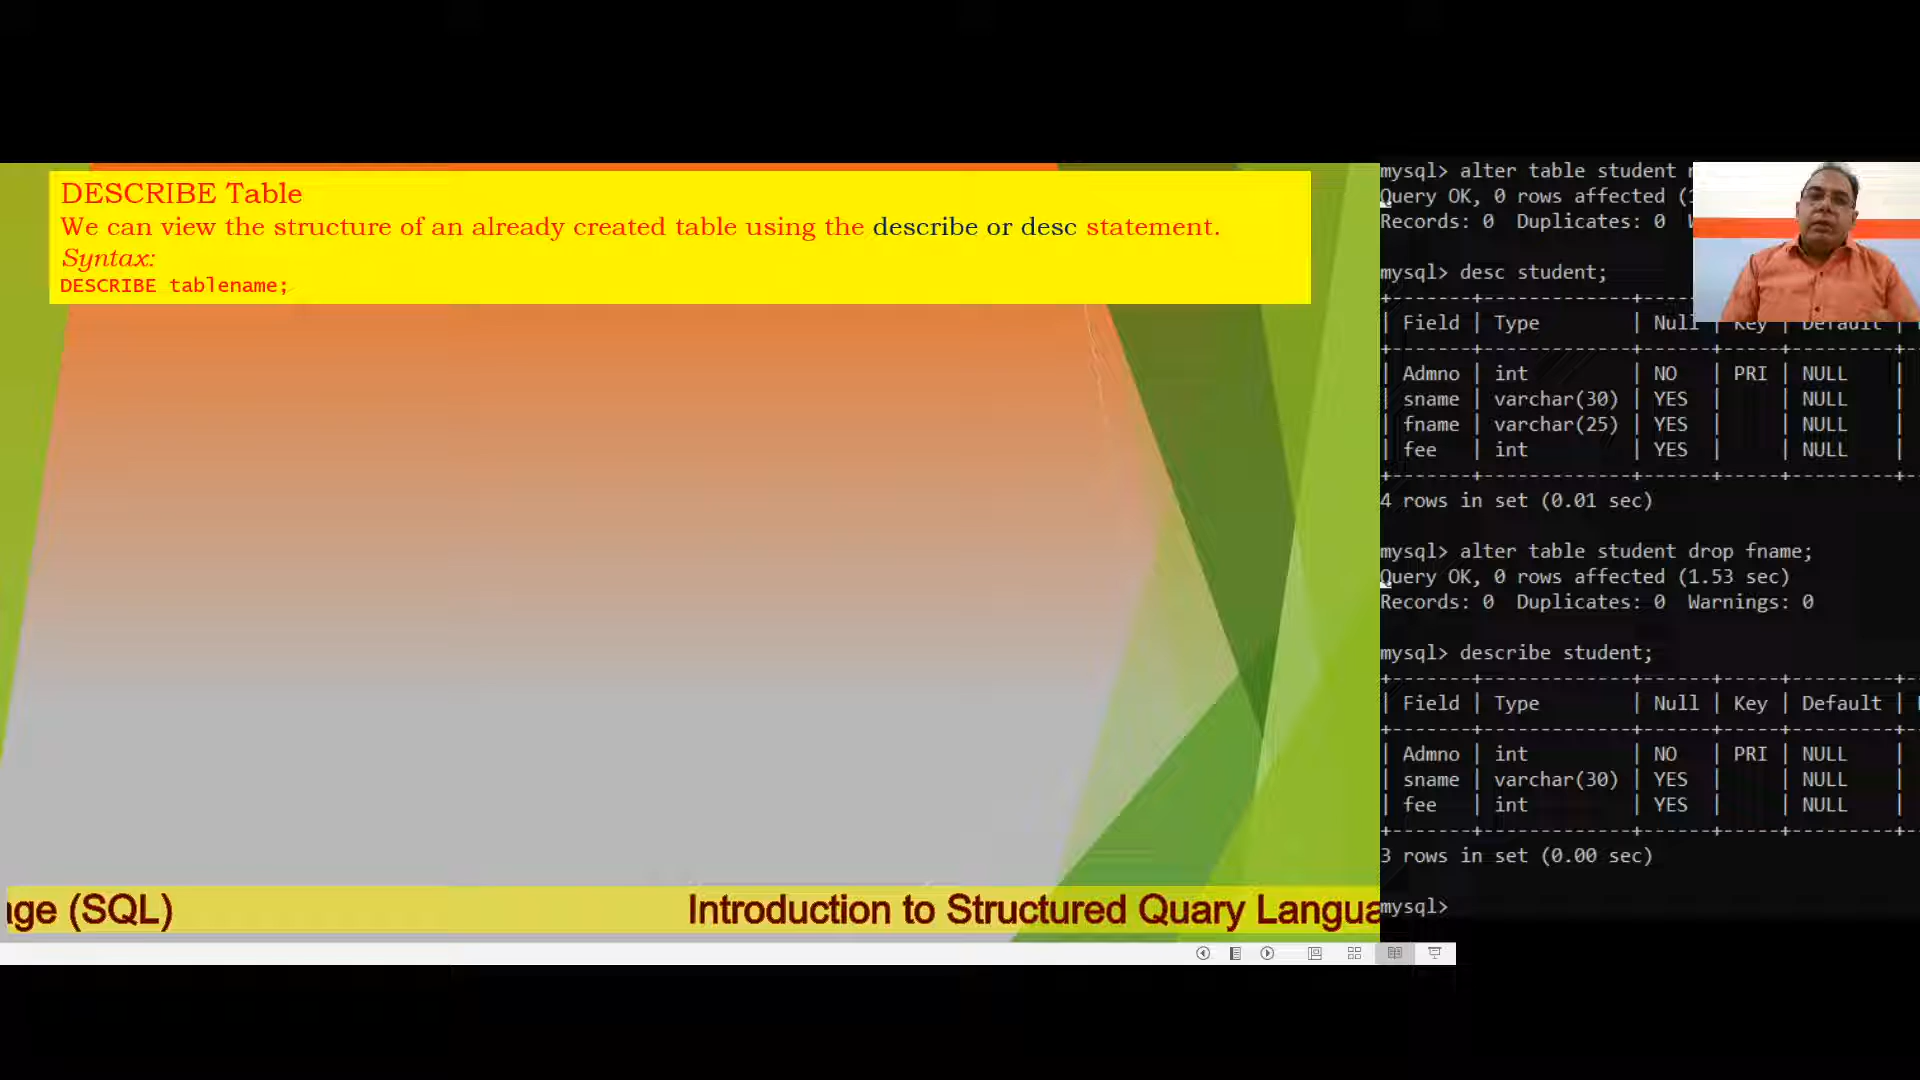 DESCRIBE Table
We can view the structure of an already created table using the describe or desc statement.
Syntax:
DESCRIBE tablename;
age (SQL) Introduction to Structured Quary Langua
mysql> alter table student
Query OK, 0 rows affected (
Records: 0 Duplicates: 0
mysql> desc student;
+-------+-------------+------+-----+---------+
| Field | Type | Null | Key | Default |
+-------+-------------+------+-----+---------+
| Admno | int | NO | PRI | NULL |
| sname | varchar(30) | YES | | NULL |
| fname | varchar(25) | YES | | NULL |
| fee | int | YES | | NULL |
+-------+-------------+------+-----+---------+
4 rows in set (0.01 sec)
mysql> alter table student drop fname;
Query OK, 0 rows affected (1.53 sec)
Records: 0 Duplicates: 0 Warnings: 0
mysql> describe student;
+-------+-------------+------+-----+---------+
| Field | Type | Null | Key | Default |
+-------+-------------+------+-----+---------+
| Admno | int | NO | PRI | NULL |
| sname | varchar(30) | YES | | NULL |
| fee | int | YES | | NULL |
+-------+-------------+------+-----+---------+
3 rows in set (0.00 sec)
mysql>